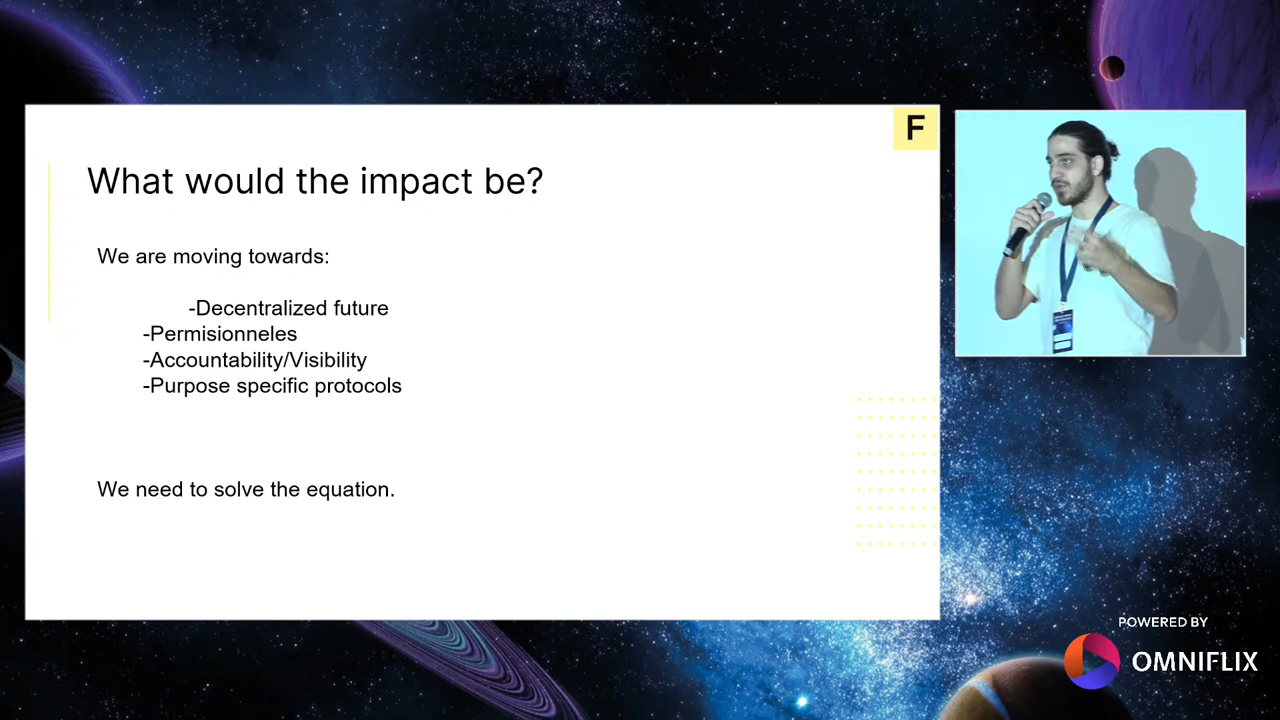 F
What would the impact be?
We are moving towards:
-Decentralized future
-Permisionneles
-Accountability/Visibility
-Purpose specific protocols
We need to solve the equation.
POWERED BY
OMNIFLIX